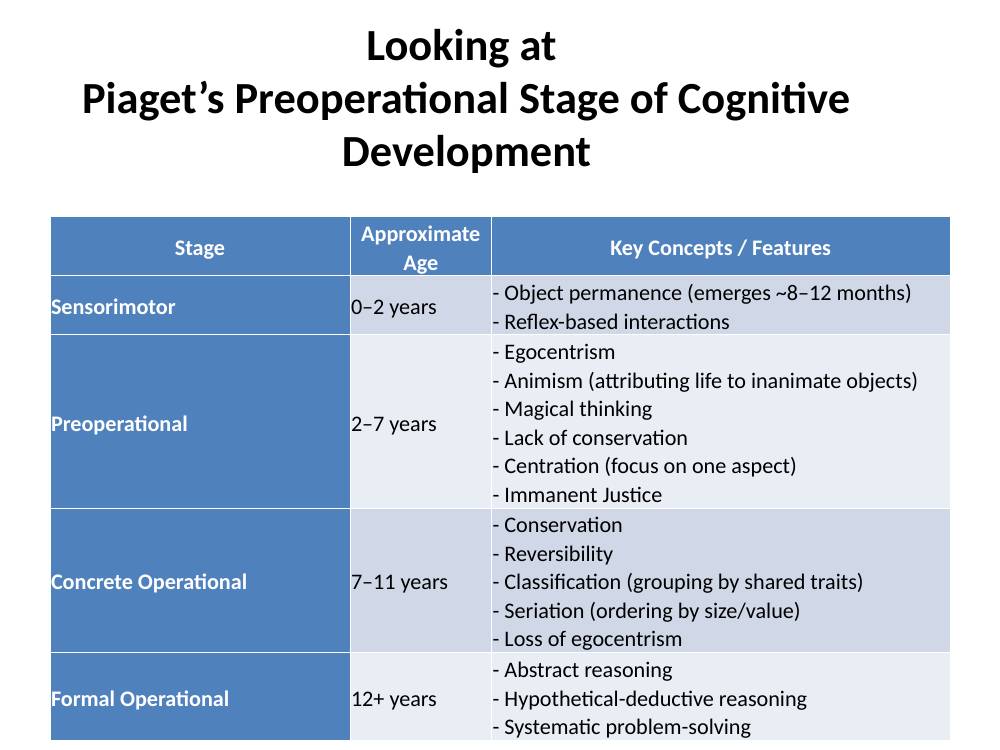 Looking at
Piaget’s Preoperational Stage of Cognitive
Development
Stage
Approximate
Age
Key Concepts / Features
Sensorimotor
0–2 years
- Object permanence (emerges ~8–12 months)
- Reflex-based interactions
Preoperational
2–7 years
- Egocentrism
- Animism (attributing life to inanimate objects)
- Magical thinking
- Lack of conservation
- Centration (focus on one aspect)
- Immanent Justice
Concrete Operational
7–11 years
- Conservation
- Reversibility
- Classification (grouping by shared traits)
- Seriation (ordering by size/value)
- Loss of egocentrism
Formal Operational
12+ years
- Abstract reasoning
- Hypothetical-deductive reasoning
- Systematic problem-solving